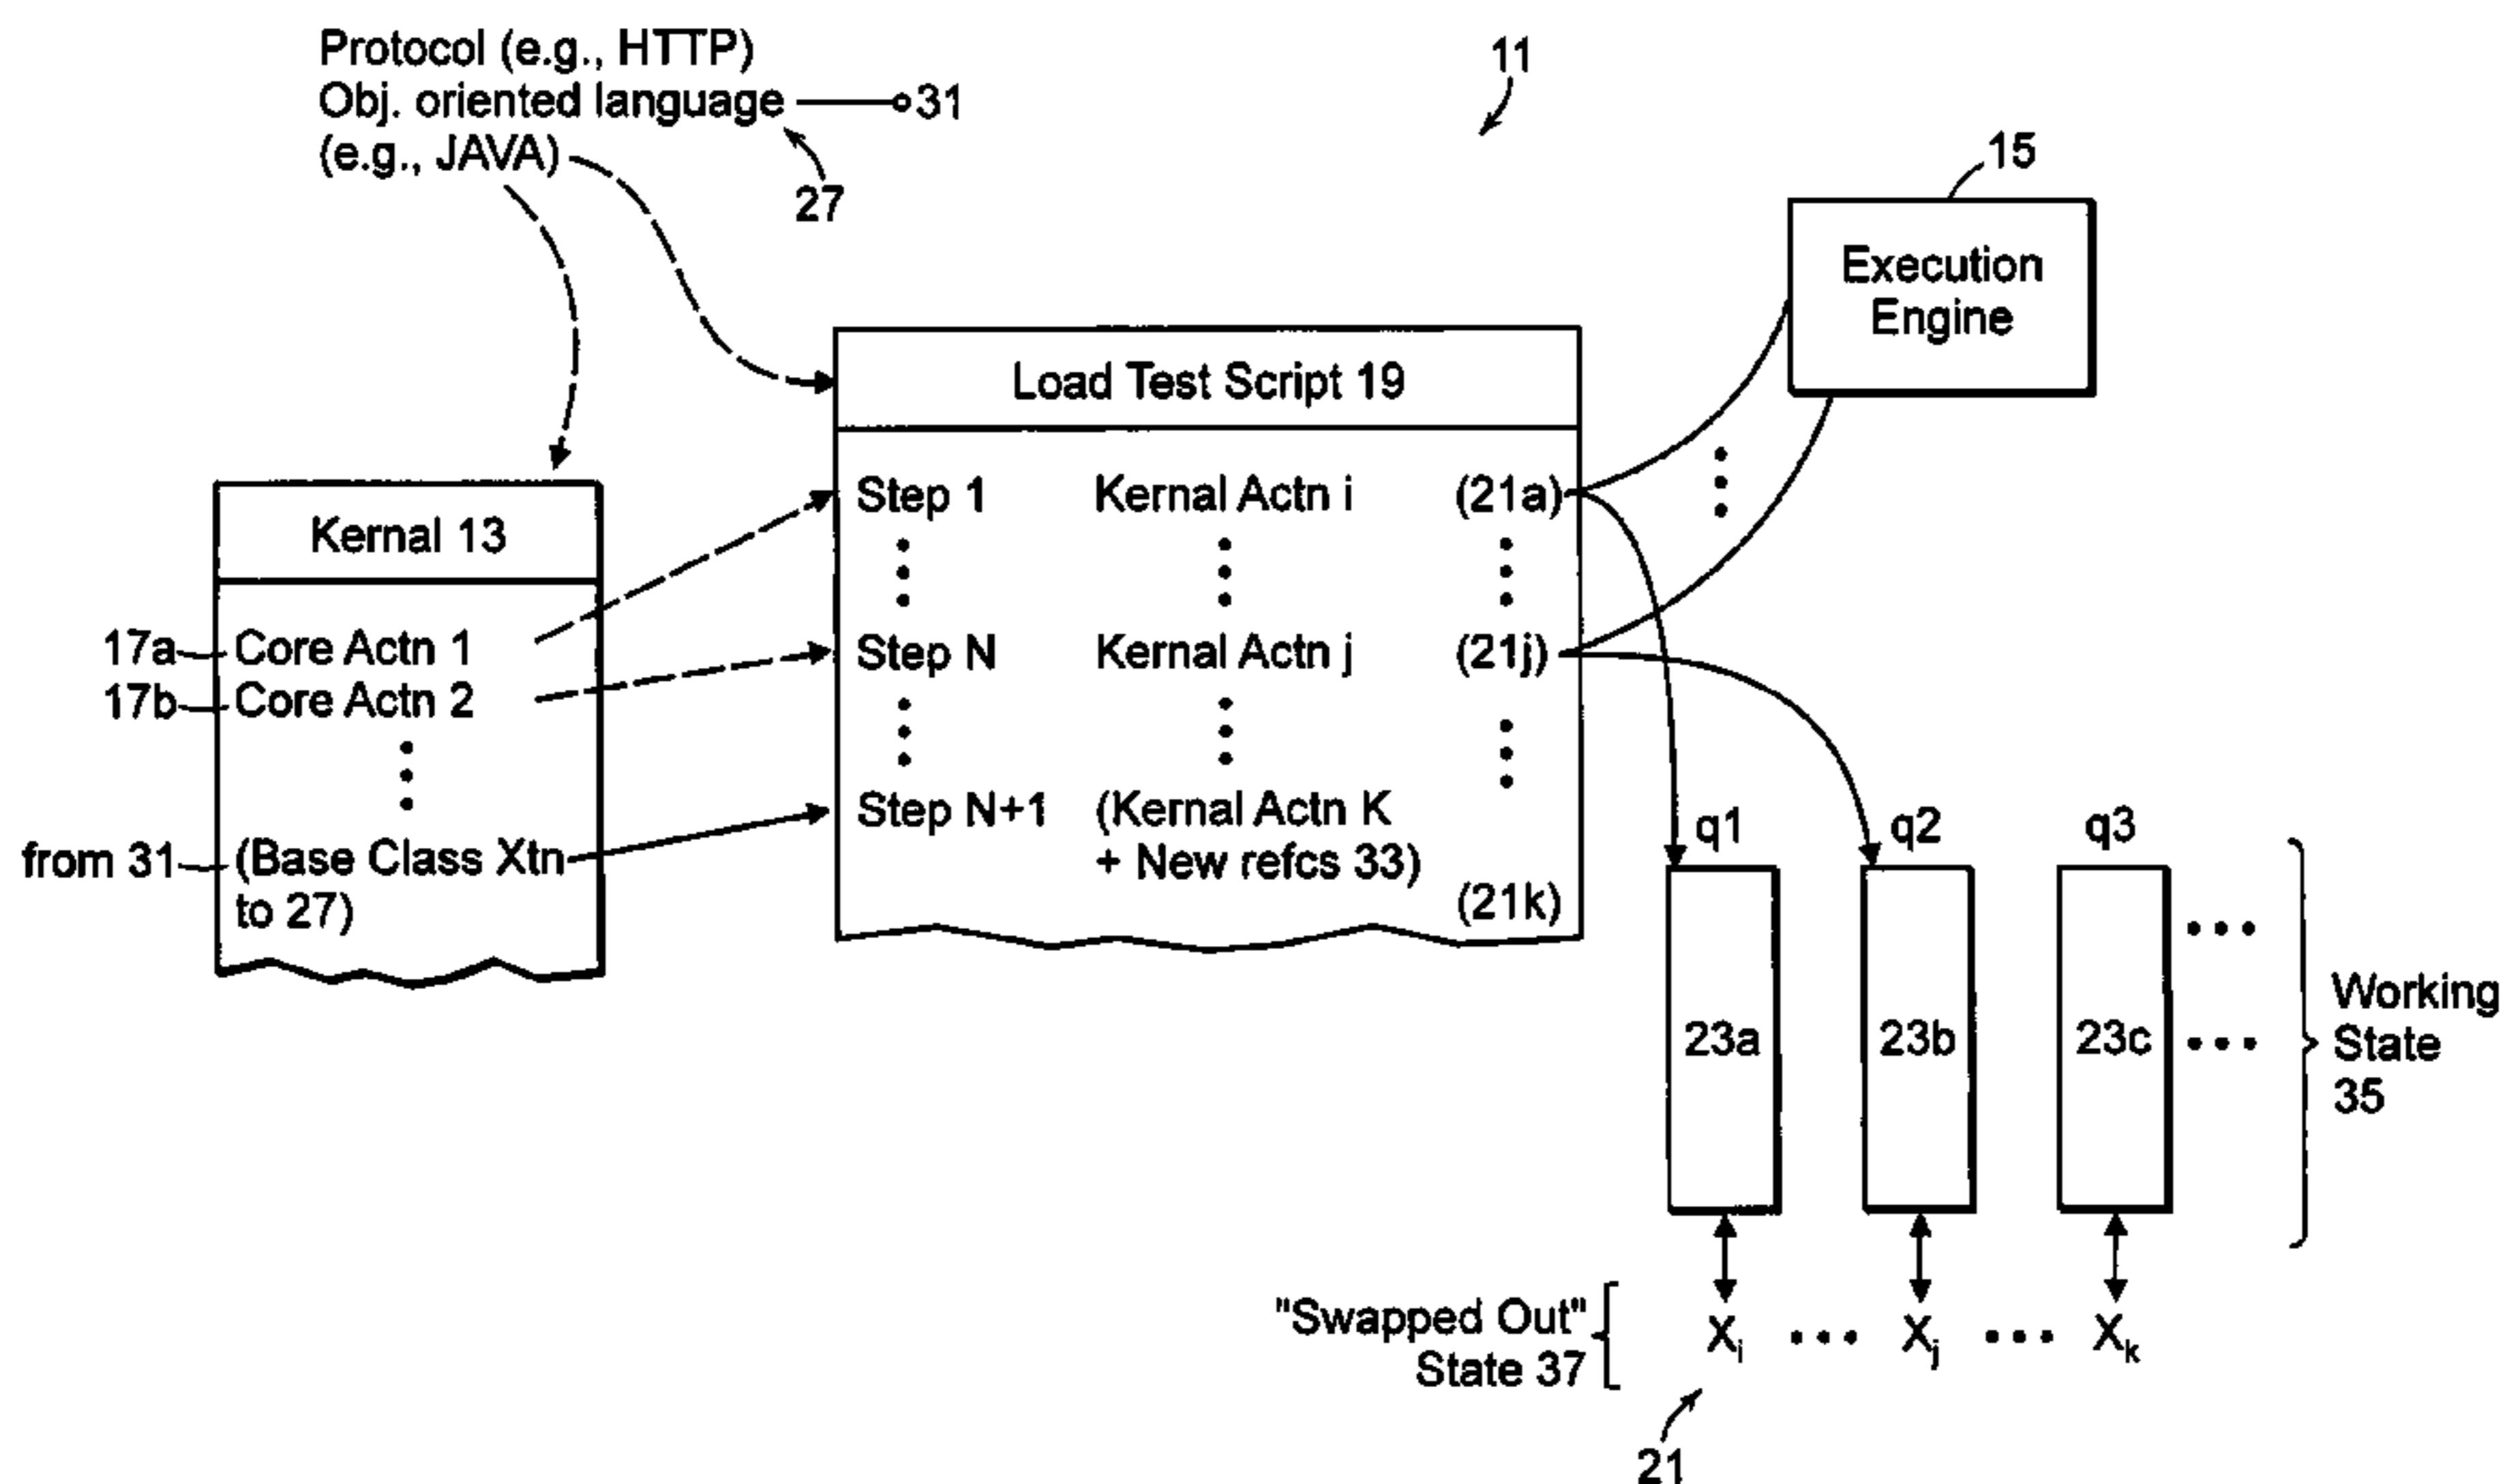 Protocol (e.g., HTTP)
Obj. oriented language
31
(e.g., JAVA)
27
11
15
Execution
Engine
Load Test Script 19
Step 1 Kernal Actn i (21a)
Step N Kernal Actn j (21j)
Step N+1 (Kernal Actn K
+ New refcs 33)
(21k)
Kernal 13
17a Core Actn 1
17b Core Actn 2
from 31 (Base Class Xtn
to 27)
q1 q2 q3
23a 23b 23c
Working
State
35
"Swapped Out"
State 37
Xi ••• Xj ••• Xk
21